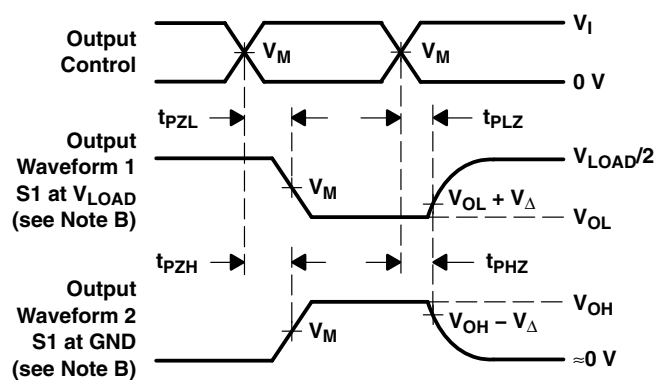 Output
Control
V_M
V_M
V_I
0 V
t_PZL
t_PLZ
Output
Waveform 1
S1 at V_LOAD
(see Note B)
V_M
V_LOAD/2
V_OL + V_Δ
V_OL
t_PZH
t_PHZ
Output
Waveform 2
S1 at GND
(see Note B)
V_M
V_OH
V_OH − V_Δ
≈0 V